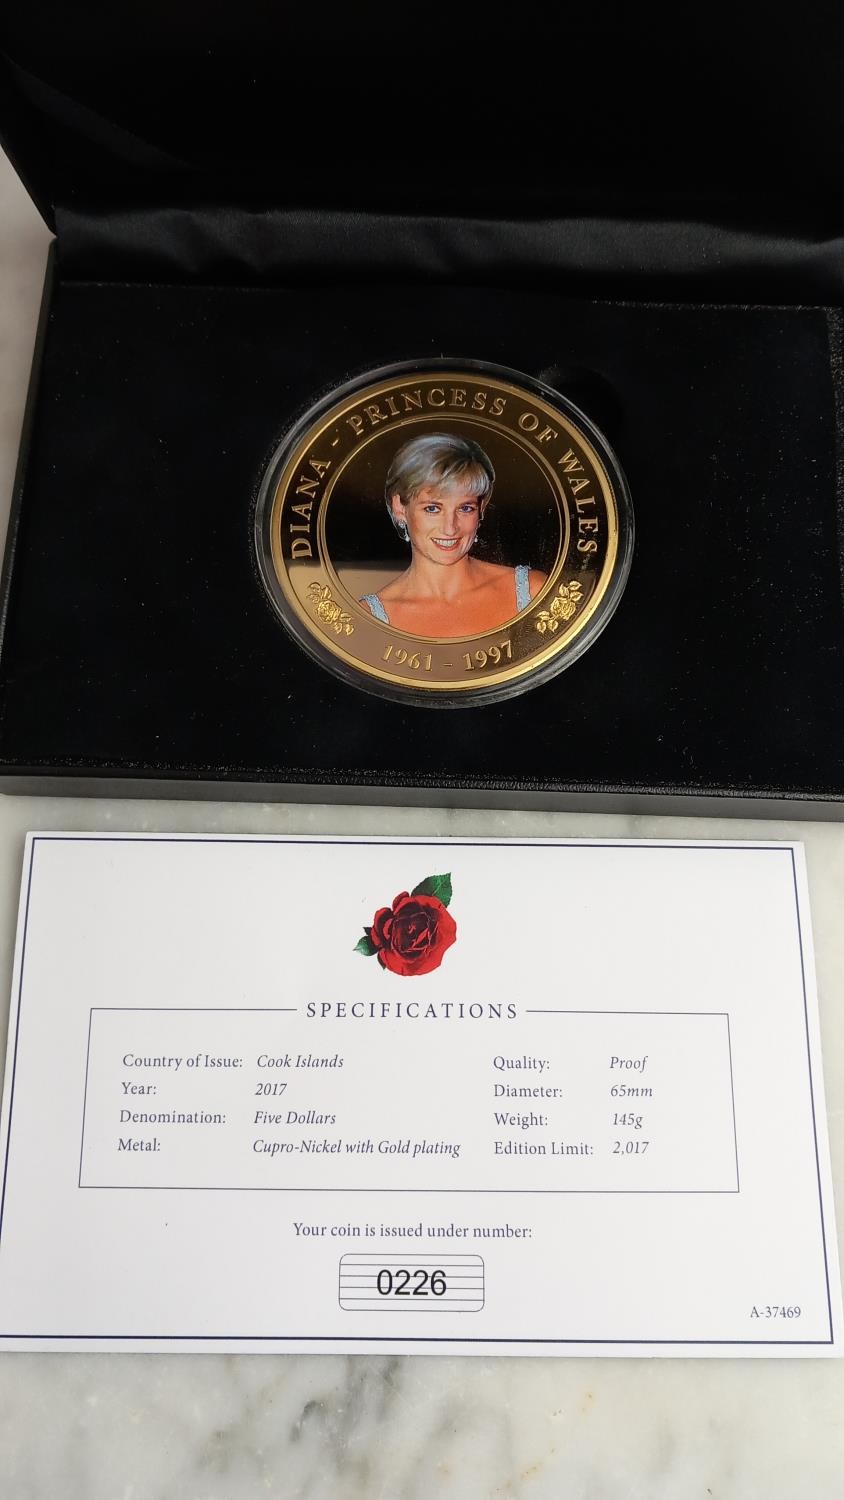 DIANA - PRINCESS OF WALES
1961 - 1997
SPECIFICATIONS
Country of Issue: Cook Islands
Year: 2017
Denomination: Five Dollars
Metal: Cupro-Nickel with Gold plating
Quality: Proof
Diameter: 65mm
Weight: 145g
Edition Limit: 2,017
Your coin is issued under number:
0226
A-37469